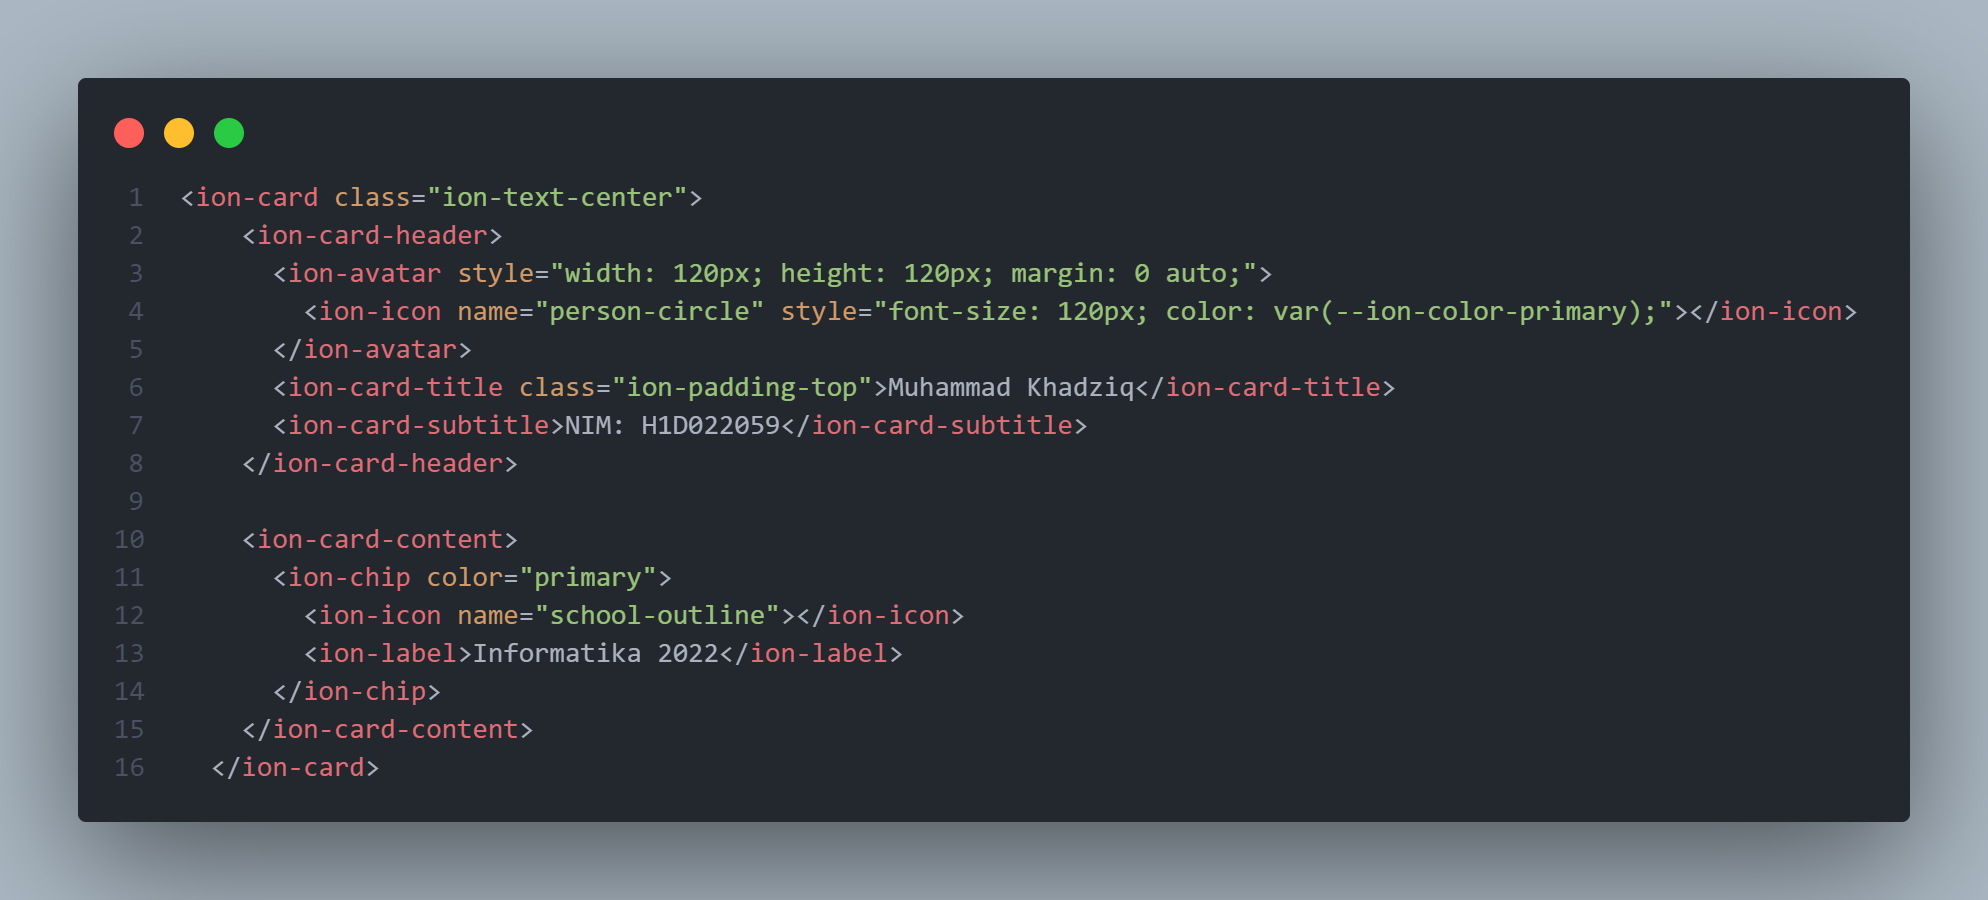 1 <ion-card class="ion-text-center">
2     <ion-card-header>
3       <ion-avatar style="width: 120px; height: 120px; margin: 0 auto;">
4         <ion-icon name="person-circle" style="font-size: 120px; color: var(--ion-color-primary);"></ion-icon>
5       </ion-avatar>
6       <ion-card-title class="ion-padding-top">Muhammad Khadziq</ion-card-title>
7       <ion-card-subtitle>NIM: H1D022059</ion-card-subtitle>
8     </ion-card-header>
9
10     <ion-card-content>
11       <ion-chip color="primary">
12         <ion-icon name="school-outline"></ion-icon>
13         <ion-label>Informatika 2022</ion-label>
14       </ion-chip>
15     </ion-card-content>
16   </ion-card>